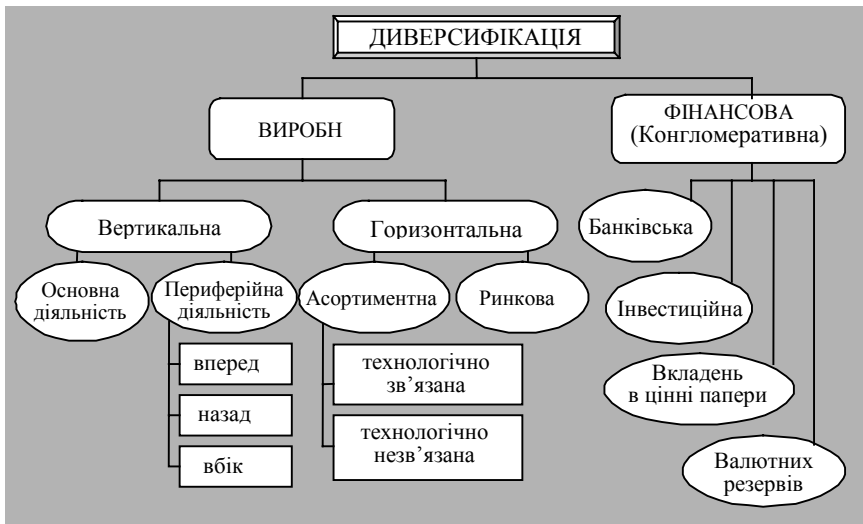 ДИВЕРСИФІКАЦІЯ
ВИРОБН
ФІНАНСОВА
(Конгломеративна)
Вертикальна
Горизонтальна
Банківська
Основна
діяльність
Периферійна
діяльність
Асортиментна
Ринкова
Інвестиційна
вперед
назад
вбік
технологічно
зв’язана
технологічно
незв’язана
Вкладень
в цінні папери
Валютних
резервів